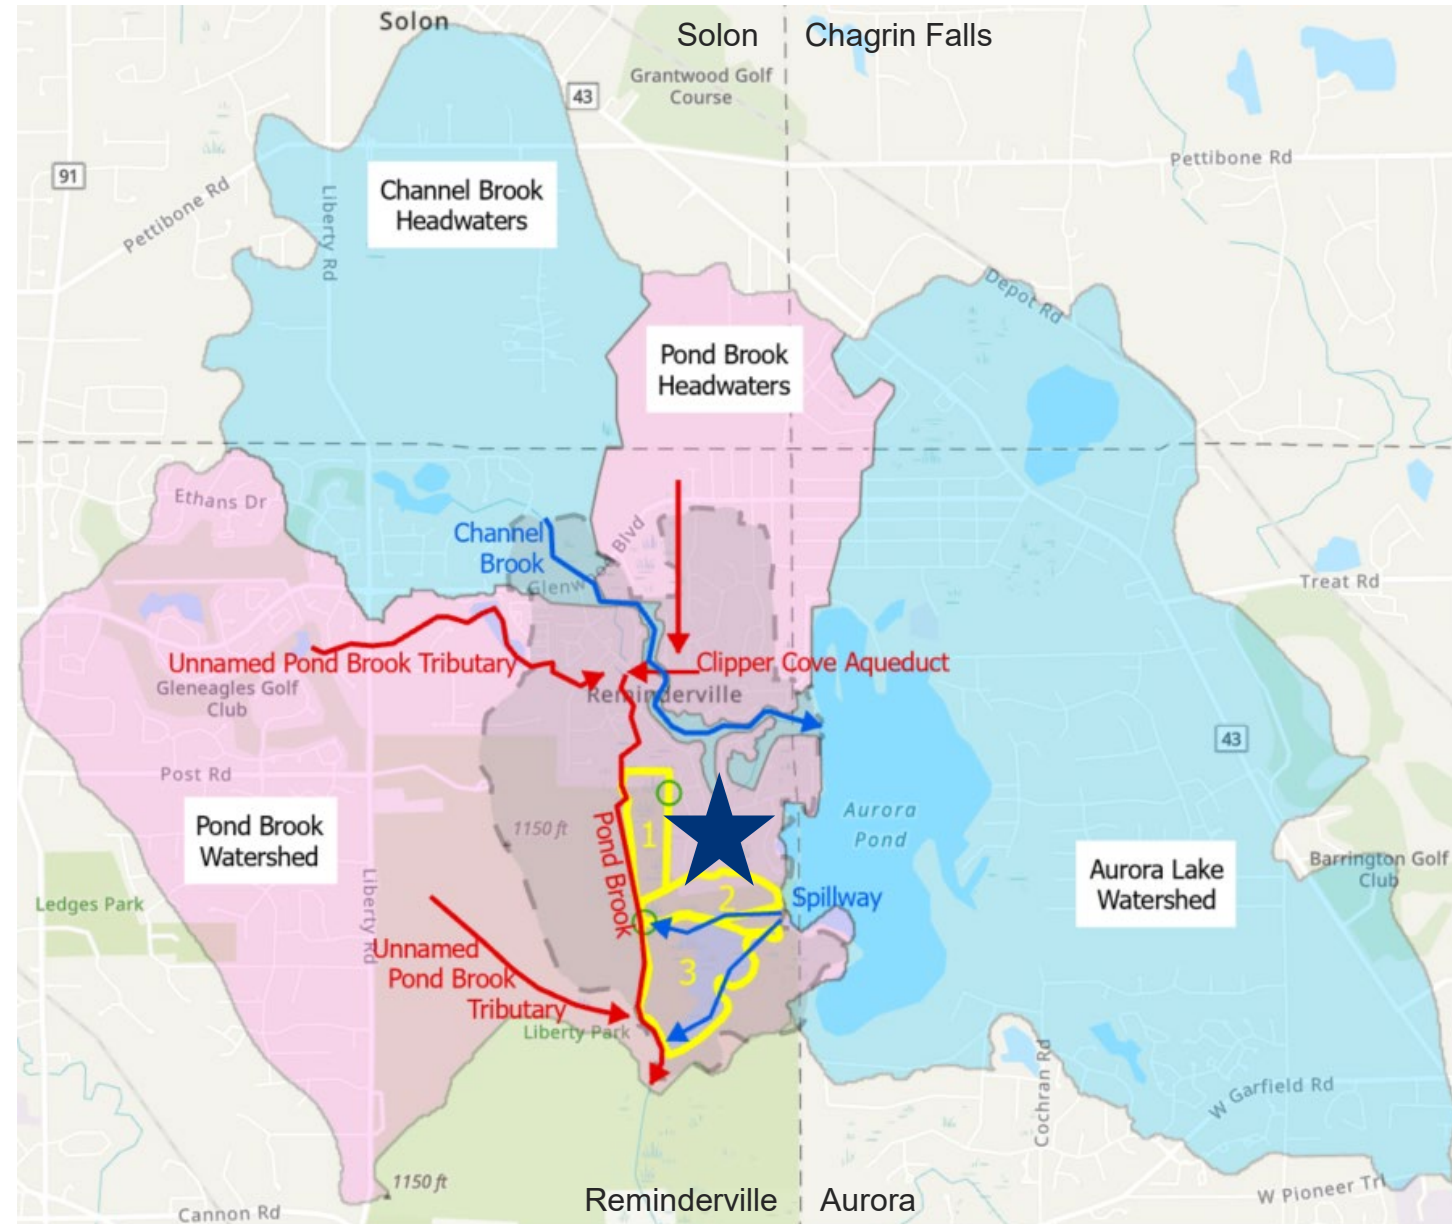 Solon
Solon
Chagrin Falls
Grantwood Golf
Course
43
Pettibone Rd
91
Pettibone Rd
Liberty Rd
Channel Brook
Headwaters
Depot Rd
Pond Brook
Headwaters
Ethans Dr
Channel
Brook
Glenwood Blvd
Treat Rd
Unnamed Pond Brook Tributary
Clipper Cove Aqueduct
Gleneagles Golf
Club
Reminderville
43
Post Rd
Pond Brook
Watershed
1150 ft
Pond Brook
1
Aurora
Pond
Aurora Lake
Watershed
Barrington Golf
Club
Liberty Rd
Ledges Park
2
Spillway
Unnamed
Pond Brook
Tributary
3
Liberty Park
Cochran Rd
W Garfield Rd
1150 ft
Cannon Rd
Reminderville
Aurora
W Pioneer Trl